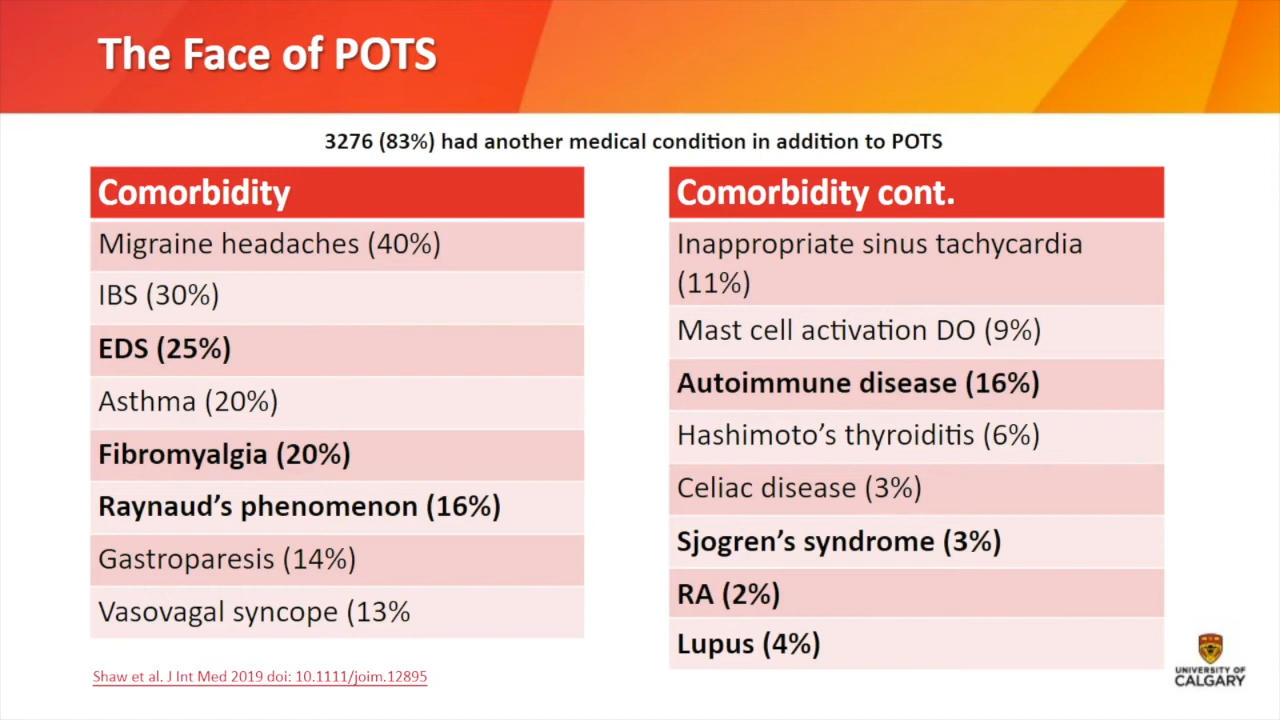 The Face of POTS
3276 (83%) had another medical condition in addition to POTS
Comorbidity
Migraine headaches (40%)
IBS (30%)
EDS (25%)
Asthma (20%)
Fibromyalgia (20%)
Raynaud’s phenomenon (16%)
Gastroparesis (14%)
Vasovagal syncope (13%
Comorbidity cont.
Inappropriate sinus tachycardia
(11%)
Mast cell activation DO (9%)
Autoimmune disease (16%)
Hashimoto’s thyroiditis (6%)
Celiac disease (3%)
Sjogren’s syndrome (3%)
RA (2%)
Lupus (4%)
Shaw et al. J Int Med 2019 doi: 10.1111/joim.12895
UNIVERSITY OF
CALGARY